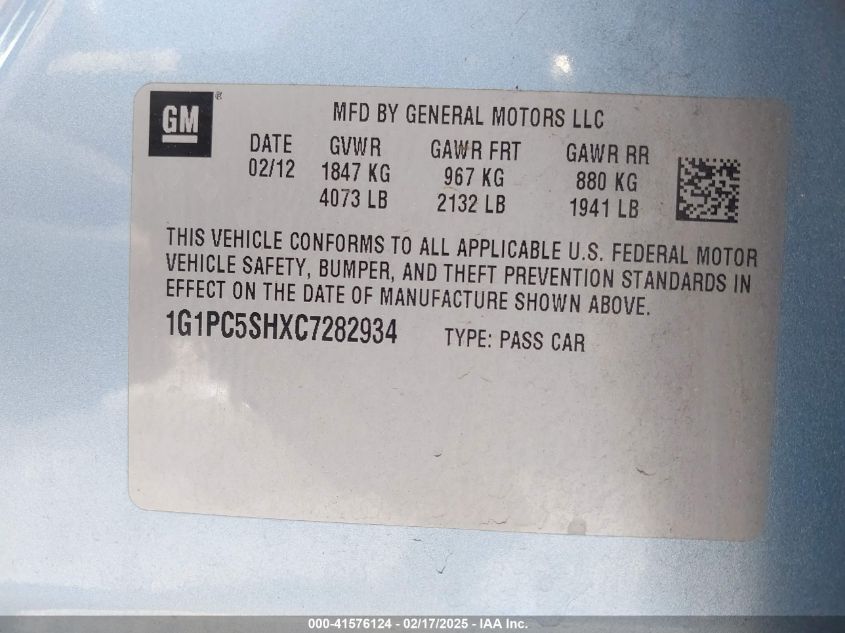 GM ®
MFD BY GENERAL MOTORS LLC
DATE GVWR GAWR FRT GAWR RR
02/12 1847 KG 967 KG 880 KG
4073 LB 2132 LB 1941 LB
THIS VEHICLE CONFORMS TO ALL APPLICABLE U.S. FEDERAL MOTOR
VEHICLE SAFETY, BUMPER, AND THEFT PREVENTION STANDARDS IN
EFFECT ON THE DATE OF MANUFACTURE SHOWN ABOVE.
1G1PC5SHXC7282934 TYPE: PASS CAR
000-41576124 - 02/17/2025 - IAA Inc.